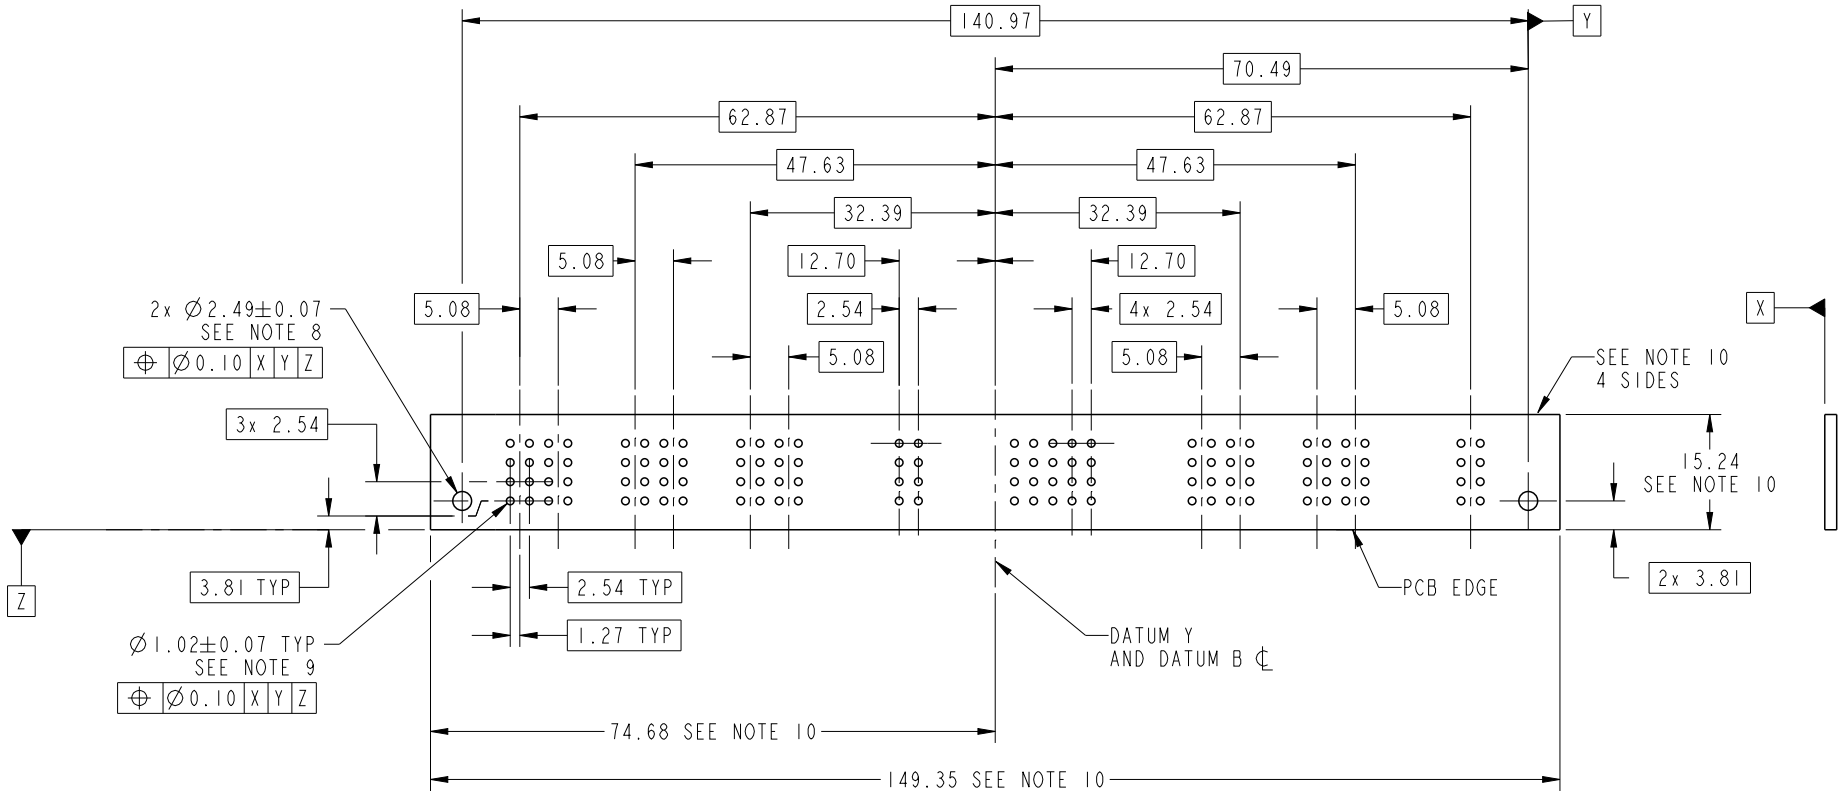 140.97
Y
70.49
62.87
62.87
47.63
47.63
32.39
32.39
5.08
12.70
12.70
2x Ø2.49±0.07
SEE NOTE 8
⌖ Ø0.10 X Y Z
5.08
2.54
4x 2.54
5.08
X
5.08
5.08
SEE NOTE 10
4 SIDES
3x 2.54
15.24
SEE NOTE 10
3.81 TYP
2.54 TYP
PCB EDGE
2x 3.81
Z
Ø1.02±0.07 TYP
SEE NOTE 9
⌖ Ø0.10 X Y Z
1.27 TYP
DATUM Y
AND DATUM B ℄
74.68 SEE NOTE 10
149.35 SEE NOTE 10